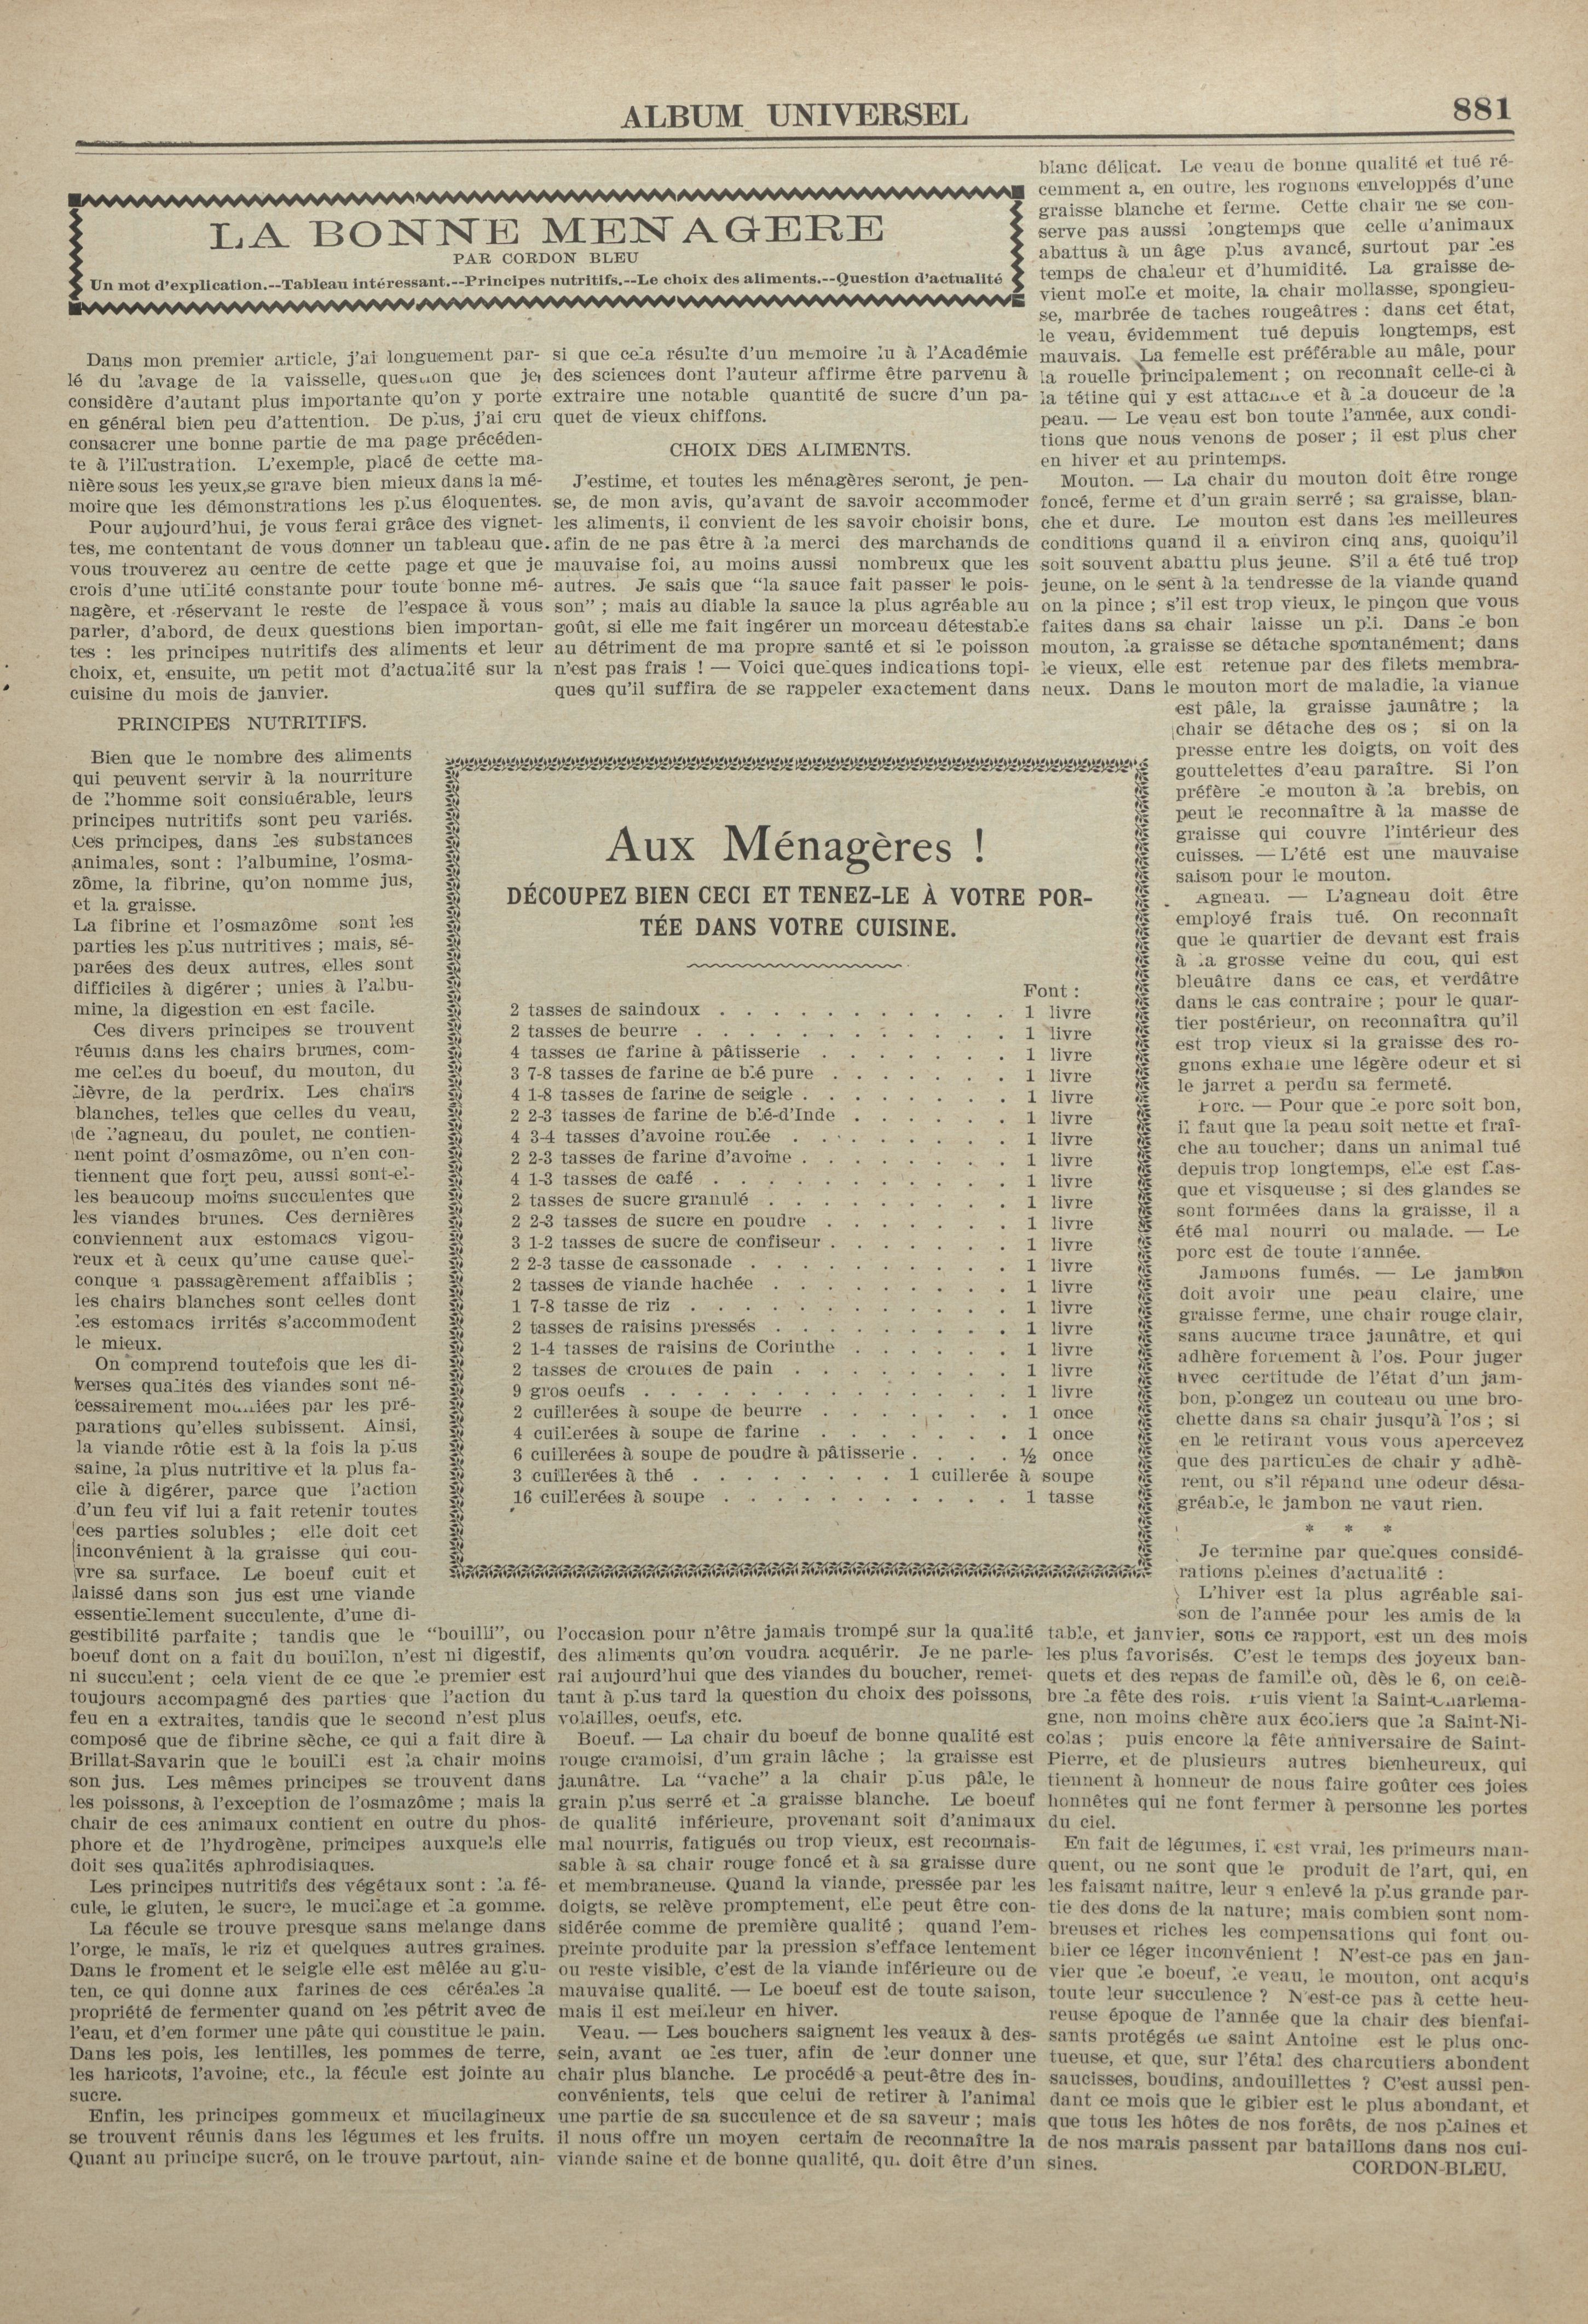 ALBUM UNIVERSEL
881
LA BONNE MENAGERE
PAR CORDON BLEU
Un mot d'explication.--Tableau intéressant.--Principes nutritifs.--Le choix des aliments.--Question d'actualité
Dans mon premier article, j'ai longuement par-
lé du lavage de la vaisselle, question que je
considère d'autant plus importante qu'on y porte
en général bien peu d'attention. De plus, j'ai cru
consacrer une bonne partie de ma page précéden-
te à l'illustration. L'exemple, placé de cette ma-
nière sous les yeux,se grave bien mieux dans la mé-
moire que les démonstrations les plus éloquentes.
Pour aujourd'hui, je vous ferai grâce des vignet-
tes, me contentant de vous donner un tableau que
vous trouverez au centre de cette page et que je
crois d'une utilité constante pour toute bonne mé-
nagère, et réservant le reste de l'espace à vous
parler, d'abord, de deux questions bien importan-
tes : les principes nutritifs des aliments et leur
choix, et, ensuite, un petit mot d'actualité sur la
cuisine du mois de janvier.
PRINCIPES NUTRITIFS.
Bien que le nombre des aliments
qui peuvent servir à la nourriture
de l'homme soit considérable, leurs
principes nutritifs sont peu variés.
Ces principes, dans les substances
animales, sont : l'albumine, l'osma-
zôme, la fibrine, qu'on nomme jus,
et la graisse.
La fibrine et l'osmazôme sont les
parties les plus nutritives ; mais, sé-
parées des deux autres, elles sont
difficiles à digérer ; unies à l'albu-
mine, la digestion en est facile.
Ces divers principes se trouvent
réunis dans les chairs brunes, com-
me celles du boeuf, du mouton, du
lièvre, de la perdrix. Les chairs
blanches, telles que celles du veau,
de l'agneau, du poulet, ne contien-
nent point d'osmazôme, ou n'en con-
tiennent que fort peu, aussi sont-el-
les beaucoup moins succulentes que
les viandes brunes. Ces dernières
conviennent aux estomacs vigou-
reux et à ceux qu'une cause quel-
conque a passagèrement affaiblis ;
les chairs blanches sont celles dont
les estomacs irrités s'accommodent
le mieux.
On comprend toutefois que les di-
verses qualités des viandes sont né-
cessairement modifiées par les pré-
parations qu'elles subissent. Ainsi,
la viande rôtie est à la fois la plus
saine, la plus nutritive et la plus fa-
cile à digérer, parce que l'action
d'un feu vif lui a fait retenir toutes
ces parties solubles ; elle doit cet
inconvénient à la graisse qui cou-
vre sa surface. Le boeuf cuit et
laissé dans son jus est une viande
essentiellement succulente, d'une di-
gestibilité parfaite ; tandis que le "bouilli", ou
boeuf dont on a fait du bouillon, n'est ni digestif,
ni succulent ; cela vient de ce que le premier est
toujours accompagné des parties que l'action du
feu en a extraites, tandis que le second n'est plus
composé que de fibrine sèche, ce qui a fait dire à
Brillat-Savarin que le bouilli est la chair moins
son jus. Les mêmes principes se trouvent dans
les poissons, à l'exception de l'osmazôme ; mais la
chair de ces animaux contient en outre du phos-
phore et de l'hydrogène, principes auxquels elle
doit ses qualités aphrodisiaques.
Les principes nutritifs des végétaux sont : la fé-
cule, le gluten, le sucre, le mucilage et la gomme.
La fécule se trouve presque sans melange dans
l'orge, le maïs, le riz et quelques autres graines.
Dans le froment et le seigle elle est mêlée au glu-
ten, ce qui donne aux farines de ces céréales la
propriété de fermenter quand on les pétrit avec de
l'eau, et d'en former une pâte qui constitue le pain.
Dans les pois, les lentilles, les pommes de terre,
les haricots, l'avoine, etc., la fécule est jointe au
sucre.
Enfin, les principes gommeux et mucilagineux
se trouvent réunis dans les légumes et les fruits.
Quant au principe sucré, on le trouve partout, ain-
si que cela résulte d'un memoire lu à l'Académie
des sciences dont l'auteur affirme être parvenu à
extraire une notable quantité de sucre d'un pa-
quet de vieux chiffons.
CHOIX DES ALIMENTS.
J'estime, et toutes les ménagères seront, je pen-
se, de mon avis, qu'avant de savoir accommoder
les aliments, il convient de les savoir choisir bons,
afin de ne pas être à la merci des marchands de
mauvaise foi, au moins aussi nombreux que les
autres. Je sais que "la sauce fait passer le pois-
son" ; mais au diable la sauce la plus agréable au
goût, si elle me fait ingérer un morceau détestable
au détriment de ma propre santé et si le poisson
n'est pas frais ! — Voici quelques indications topi-
ques qu'il suffira de se rappeler exactement dans
Aux Ménagères !
DÉCOUPEZ BIEN CECI ET TENEZ-LE À VOTRE POR-
TÉE DANS VOTRE CUISINE.
Font :
2 tasses de saindoux . . . . . . . . . . . 1 livre
2 tasses de beurre . . . . . . . . . . . . 1 livre
4 tasses de farine à pâtisserie . . . . . . . 1 livre
3 7-8 tasses de farine de blé pure . . . . . . . 1 livre
4 1-8 tasses de farine de seigle . . . . . . . . 1 livre
2 2-3 tasses de farine de blé-d'Inde . . . . . . 1 livre
4 3-4 tasses d'avoine roulée . . . . . . . . 1 livre
2 2-3 tasses de farine d'avoine . . . . . . . . 1 livre
4 1-3 tasses de café . . . . . . . . . . . 1 livre
2 tasses de sucre granulé . . . . . . . . . 1 livre
2 2-3 tasses de sucre en poudre . . . . . . . 1 livre
3 1-2 tasses de sucre de confiseur . . . . . . . 1 livre
2 2-3 tasse de cassonade . . . . . . . . . . 1 livre
2 tasses de viande hachée . . . . . . . . . 1 livre
1 7-8 tasse de riz . . . . . . . . . . . . 1 livre
2 tasses de raisins pressés . . . . . . . . . 1 livre
2 1-4 tasses de raisins de Corinthe . . . . . . 1 livre
2 tasses de croutes de pain . . . . . . . . 1 livre
9 gros oeufs . . . . . . . . . . . . . . 1 livre
2 cuillerées à soupe de beurre . . . . . . . 1 once
4 cuillerées à soupe de farine . . . . . . . 1 once
6 cuillerées à soupe de poudre à pâtisserie . . . . ½ once
3 cuillerées à thé . . . . . . . . 1 cuillerée à soupe
16 cuillerées à soupe . . . . . . . . . . . 1 tasse
l'occasion pour n'être jamais trompé sur la qualité
des aliments qu'on voudra acquérir. Je ne parle-
rai aujourd'hui que des viandes du boucher, remet-
tant à plus tard la question du choix des poissons,
volailles, oeufs, etc.
Boeuf. — La chair du boeuf de bonne qualité est
rouge cramoisi, d'un grain lâche ; la graisse est
jaunâtre. La "vache" a la chair plus pâle, le
grain plus serré et la graisse blanche. Le boeuf
de qualité inférieure, provenant soit d'animaux
mal nourris, fatigués ou trop vieux, est reconnais-
sable à sa chair rouge foncé et à sa graisse dure
et membraneuse. Quand la viande, pressée par les
doigts, se relève promptement, elle peut être con-
sidérée comme de première qualité ; quand l'em-
preinte produite par la pression s'efface lentement
ou reste visible, c'est de la viande inférieure ou de
mauvaise qualité. — Le boeuf est de toute saison,
mais il est meilleur en hiver.
Veau. — Les bouchers saignent les veaux à des-
sein, avant de les tuer, afin de leur donner une
chair plus blanche. Le procédé a peut-être des in-
convénients, tels que celui de retirer à l'animal
une partie de sa succulence et de sa saveur ; mais
il nous offre un moyen certain de reconnaître la
viande saine et de bonne qualité, qui doit être d'un
blanc délicat. Le veau de bonne qualité et tué ré-
cemment a, en outre, les rognons enveloppés d'une
graisse blanche et ferme. Cette chair ne se con-
serve pas aussi longtemps que celle d'animaux
abattus à un âge plus avancé, surtout par les
temps de chaleur et d'humidité. La graisse de-
vient molle et moite, la chair mollasse, spongieu-
se, marbrée de taches rougeâtres : dans cet état,
le veau, évidemment tué depuis longtemps, est
mauvais. La femelle est préférable au mâle, pour
la rouelle principalement ; on reconnaît celle-ci à
la tétine qui y est attachée et à la douceur de la
peau. — Le veau est bon toute l'année, aux condi-
tions que nous venons de poser ; il est plus cher
en hiver et au printemps.
Mouton. — La chair du mouton doit être rouge
foncé, ferme et d'un grain serré ; sa graisse, blan-
che et dure. Le mouton est dans les meilleures
conditions quand il a environ cinq ans, quoiqu'il
soit souvent abattu plus jeune. S'il a été tué trop
jeune, on le sent à la tendresse de la viande quand
on la pince ; s'il est trop vieux, le pinçon que vous
faites dans sa chair laisse un pli. Dans le bon
mouton, la graisse se détache spontanément; dans
le vieux, elle est retenue par des filets membra-
neux. Dans le mouton mort de maladie, la viande
est pâle, la graisse jaunâtre ; la
chair se détache des os ; si on la
presse entre les doigts, on voit des
gouttelettes d'eau paraître. Si l'on
préfère le mouton à la brebis, on
peut le reconnaître à la masse de
graisse qui couvre l'intérieur des
cuisses. — L'été est une mauvaise
saison pour le mouton.
Agneau. — L'agneau doit être
employé frais tué. On reconnaît
que le quartier de devant est frais
à la grosse veine du cou, qui est
bleuâtre dans ce cas, et verdâtre
dans le cas contraire ; pour le quar-
tier postérieur, on reconnaîtra qu'il
est trop vieux si la graisse des ro-
gnons exhale une légère odeur et si
le jarret a perdu sa fermeté.
Porc. — Pour que le porc soit bon,
il faut que la peau soit nette et fraî-
che au toucher; dans un animal tué
depuis trop longtemps, elle est flas-
que et visqueuse ; si des glandes se
sont formées dans la graisse, il a
été mal nourri ou malade. — Le
porc est de toute l'année.
Jambons fumés. — Le jambon
doit avoir une peau claire, une
graisse ferme, une chair rouge clair,
sans aucune trace jaunâtre, et qui
adhère fortement à l'os. Pour juger
avec certitude de l'état d'un jam-
bon, plongez un couteau ou une bro-
chette dans sa chair jusqu'à l'os ; si
en le retirant vous vous apercevez
que des particules de chair y adhè-
rent, ou s'il répand une odeur désa-
gréable, le jambon ne vaut rien.
* * *
Je termine par quelques considé-
rations pleines d'actualité :
L'hiver est la plus agréable sai-
son de l'année pour les amis de la
table, et janvier, sous ce rapport, est un des mois
les plus favorisés. C'est le temps des joyeux ban-
quets et des repas de famille où, dès le 6, on celè-
bre la fête des rois. Puis vient la Saint-Charlema-
gne, non moins chère aux écoliers que la Saint-Ni-
colas ; puis encore la fête anniversaire de Saint-
Pierre, et de plusieurs autres bienheureux, qui
tiennent à honneur de nous faire goûter ces joies
honnêtes qui ne font fermer à personne les portes
du ciel.
En fait de légumes, il est vrai, les primeurs man-
quent, ou ne sont que le produit de l'art, qui, en
les faisant naître, leur a enlevé la plus grande par-
tie des dons de la nature; mais combien sont nom-
breuses et riches les compensations qui font ou-
blier ce léger inconvénient ! N'est-ce pas en jan-
vier que le boeuf, le veau, le mouton, ont acquis
toute leur succulence ? N'est-ce pas à cette heu-
reuse époque de l'année que la chair des bienfai-
sants protégés de saint Antoine est le plus onc-
tueuse, et que, sur l'étal des charcutiers abondent
saucisses, boudins, andouillettes ? C'est aussi pen-
dant ce mois que le gibier est le plus abondant, et
que tous les hôtes de nos forêts, de nos plaines et
de nos marais passent par bataillons dans nos cui-
sines.
CORDON-BLEU.